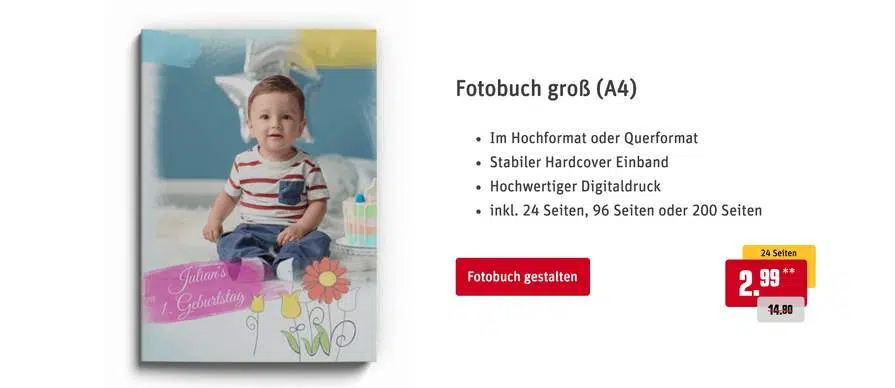 Fotobuch groß (A4)
Im Hochformat oder Querformat
Stabiler Hardcover Einband
Hochwertiger Digitaldruck
inkl. 24 Seiten, 96 Seiten oder 200 Seiten
Fotobuch gestalten
24 Seiten
2.99**
14.90
Julian's
1. Geburtstag